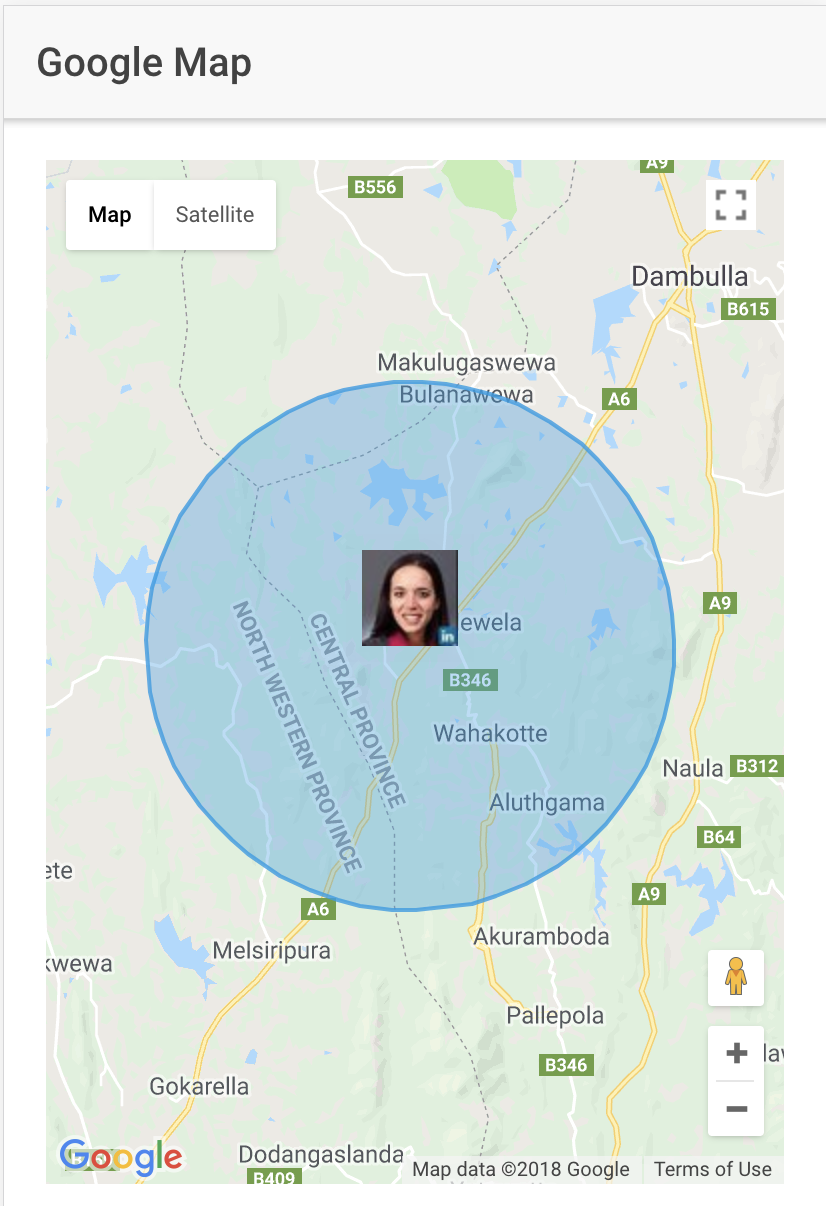 Google Map
A9
Map
Satellite
B556
Dambulla
B615
Makulugaswewa
Bulanawewa
A6
A9
ewela
in
B346
NORTH WESTERN PROVINCE
CENTRAL PROVINCE
Wahakotte
Naula
B312
Aluthgama
B64
ete
A9
A6
Akuramboda
Melsiripura
kwewa
Pallepola
B346
Gokarella
Google
Dodangaslanda
B409
Map data ©2018 Google
Terms of Use